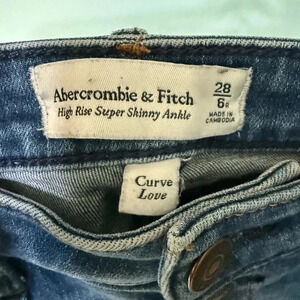 Abercrombie & Fitch
High Rise Super Skinny Ankle
28
6R
MADE IN
CAMBODIA
Curve
Love